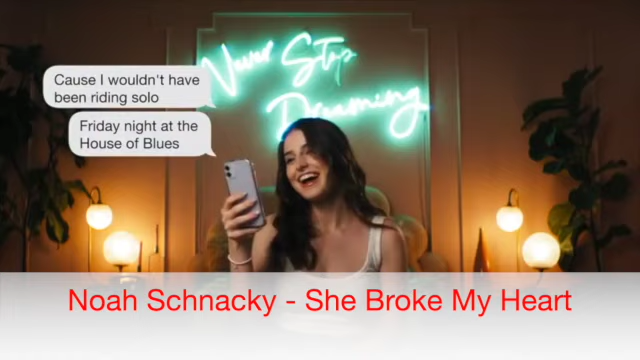 Never Stop
Dreaming
Cause I wouldn't have
been riding solo
Friday night at the
House of Blues
Noah Schnacky - She Broke My Heart